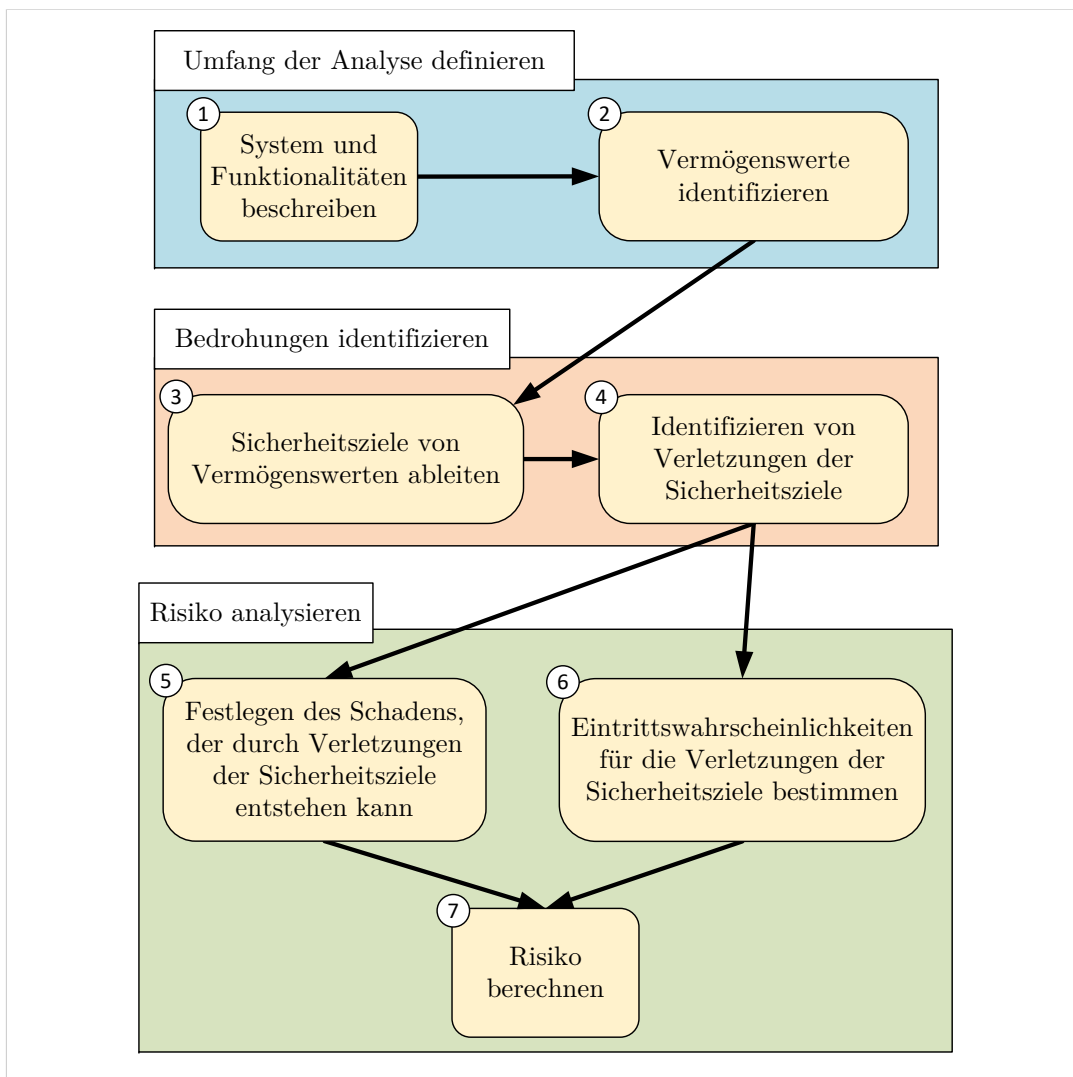 Umfang der Analyse definieren
1
System und
Funktionalitäten
beschreiben
2
Vermögenswerte
identifizieren
Bedrohungen identifizieren
3
Sicherheitsziele von
Vermögenswerten ableiten
4
Identifizieren von
Verletzungen der
Sicherheitsziele
Risiko analysieren
5
Festlegen des Schadens,
der durch Verletzungen
der Sicherheitsziele
entstehen kann
6
Eintrittswahrscheinlichkeiten
für die Verletzungen der
Sicherheitsziele bestimmen
7
Risiko
berechnen